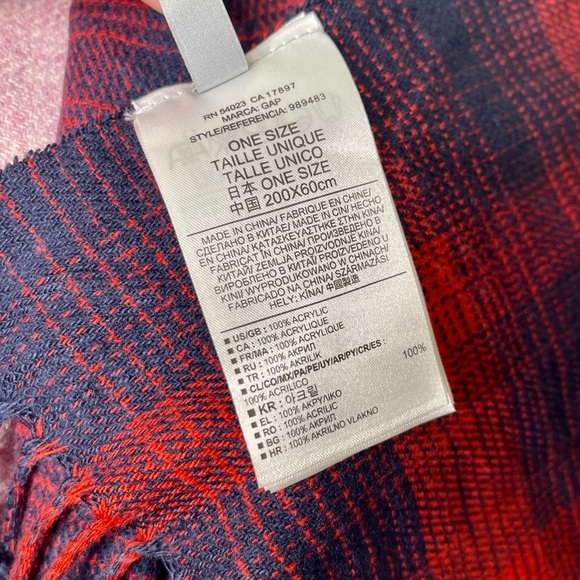 RN 54023 CA 17897
MARCA: GAP
STYLE/REFERENCIA: 989483
ONE SIZE
TAILLE UNIQUE
TALLE UNICO
日本 ONE SIZE
中国 200X60cm
MADE IN CHINA/ FABRIQUE EN CHINE/
СДЕЛАНО В КИТАЕ/ MADE IN CIN/ HECHO
EN CHINA/ ΚΑΤΑΣΚΕΥΑΣΤΗΚΕ ΣΤΗΝ ΚΙΝΑ/
FABRICAT ÎN CHINA/ ПРОИЗВЕДЕНО В
КИТАЙ/ ZEMLJA PROIZVODNJE KINA/
ВИРОБЛЕНО В КИТАЇ/ PROIZVEDENO U
KINI/ WYPRODUKOWANO W CHINACH/
FABRICADO NA CHINA/ SZÁRMAZÁSI
HELY: KÍNA/ 中國製造
▪ US/GB : 100% ACRYLIC
▪ CA : 100% ACRYLIQUE
▪ FR/MA : 100% ACRYLIQUE
▪ RU : 100% АКРИЛ
▪ TR : 100% AKRILIK
▪ CL/CO/MX/PA/PE/UY/AR/PY/CR/ES :
100% ACRILICO
▪ KR : 아크릴 100%
▪ EL : 100% ΑΚΡΥΛΙΚΟ
▪ RO : 100% ACRILIC
▪ BG : 100% АКРИЛ
▪ HR : 100% AKRILNO VLAKNO